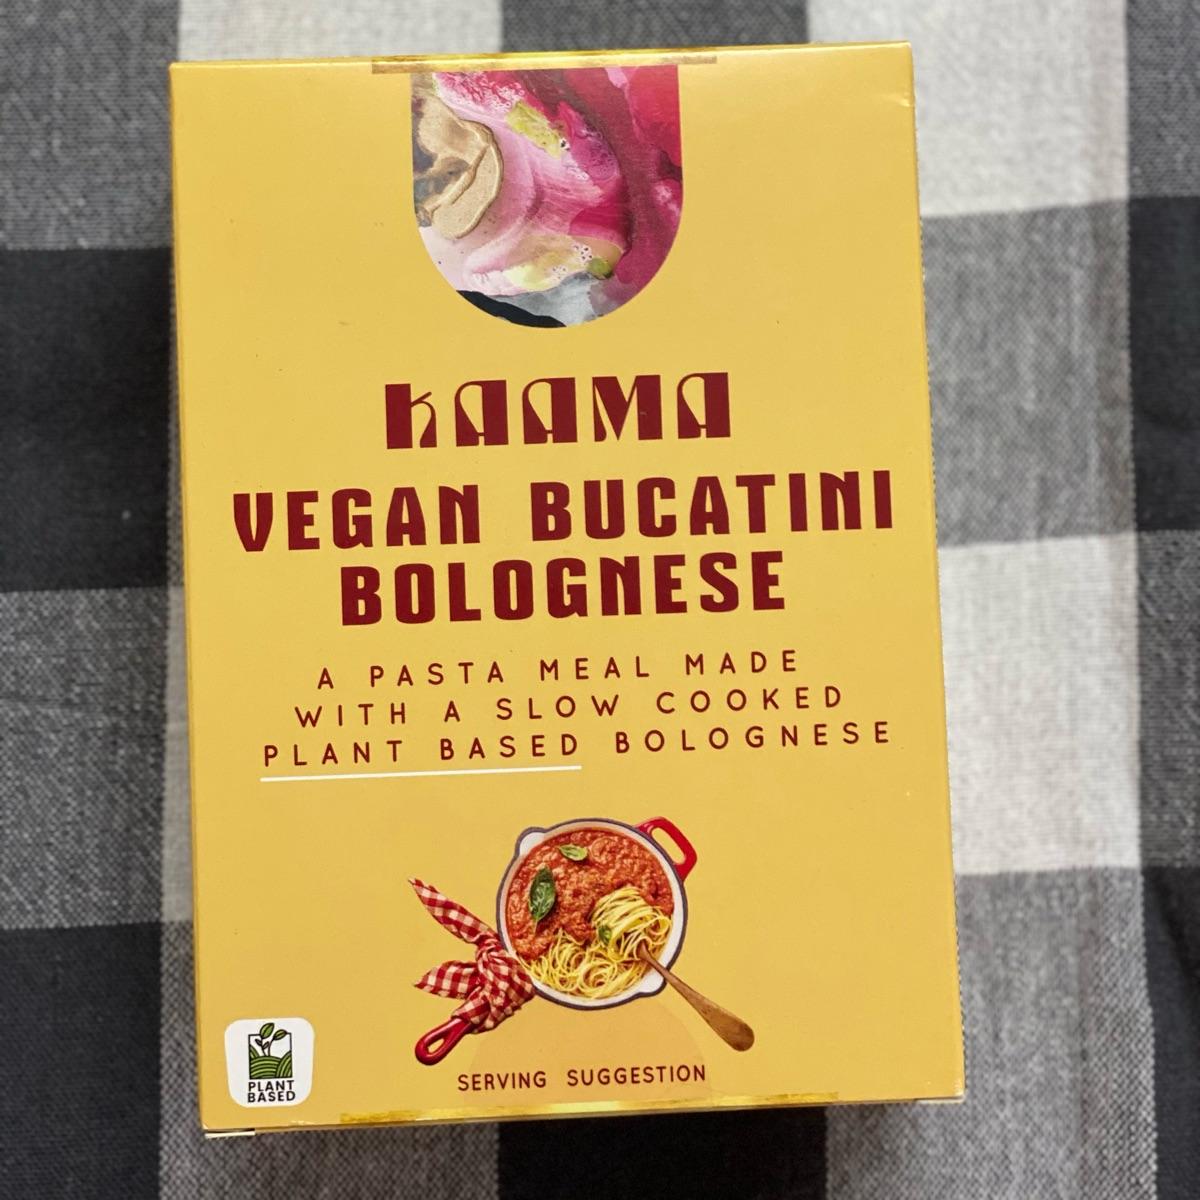 KAAMA
VEGAN BUCATINI
BOLOGNESE
A PASTA MEAL MADE
WITH A SLOW COOKED
PLANT BASED BOLOGNESE
SERVING SUGGESTION
PLANT
BASED